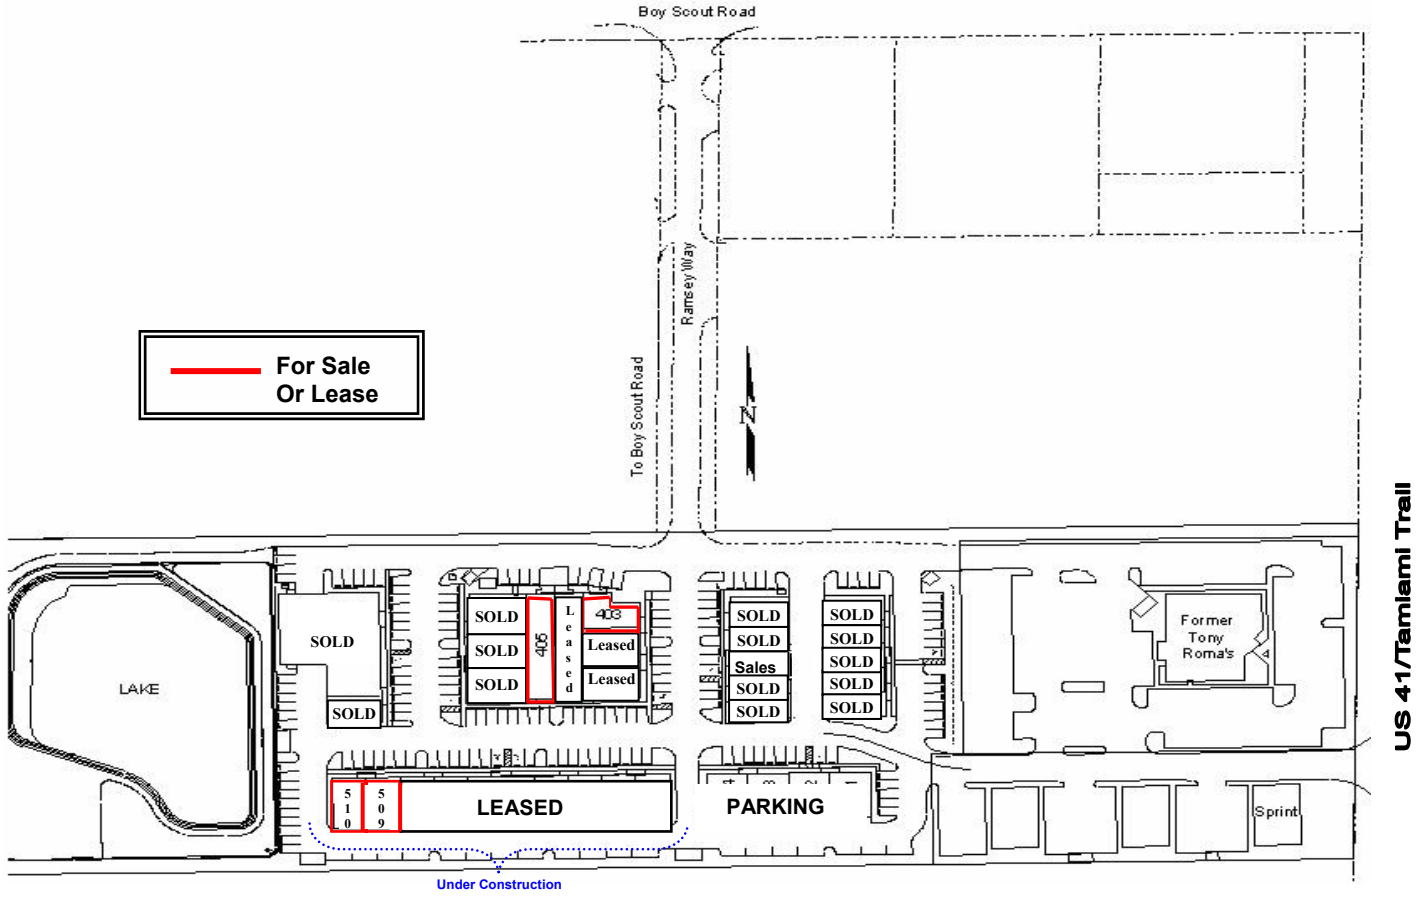 Boy Scout Road
Ramsey Way
To Boy Scout Road
For Sale
Or Lease
N
US 41/Tamiami Trail
LAKE
SOLD
SOLD
SOLD
SOLD
SOLD
405
Leased
403
Leased
Leased
SOLD
SOLD
Sales
SOLD
SOLD
SOLD
SOLD
SOLD
SOLD
SOLD
Former
Tony
Roma's
510
509
LEASED
PARKING
Sprint
Under Construction